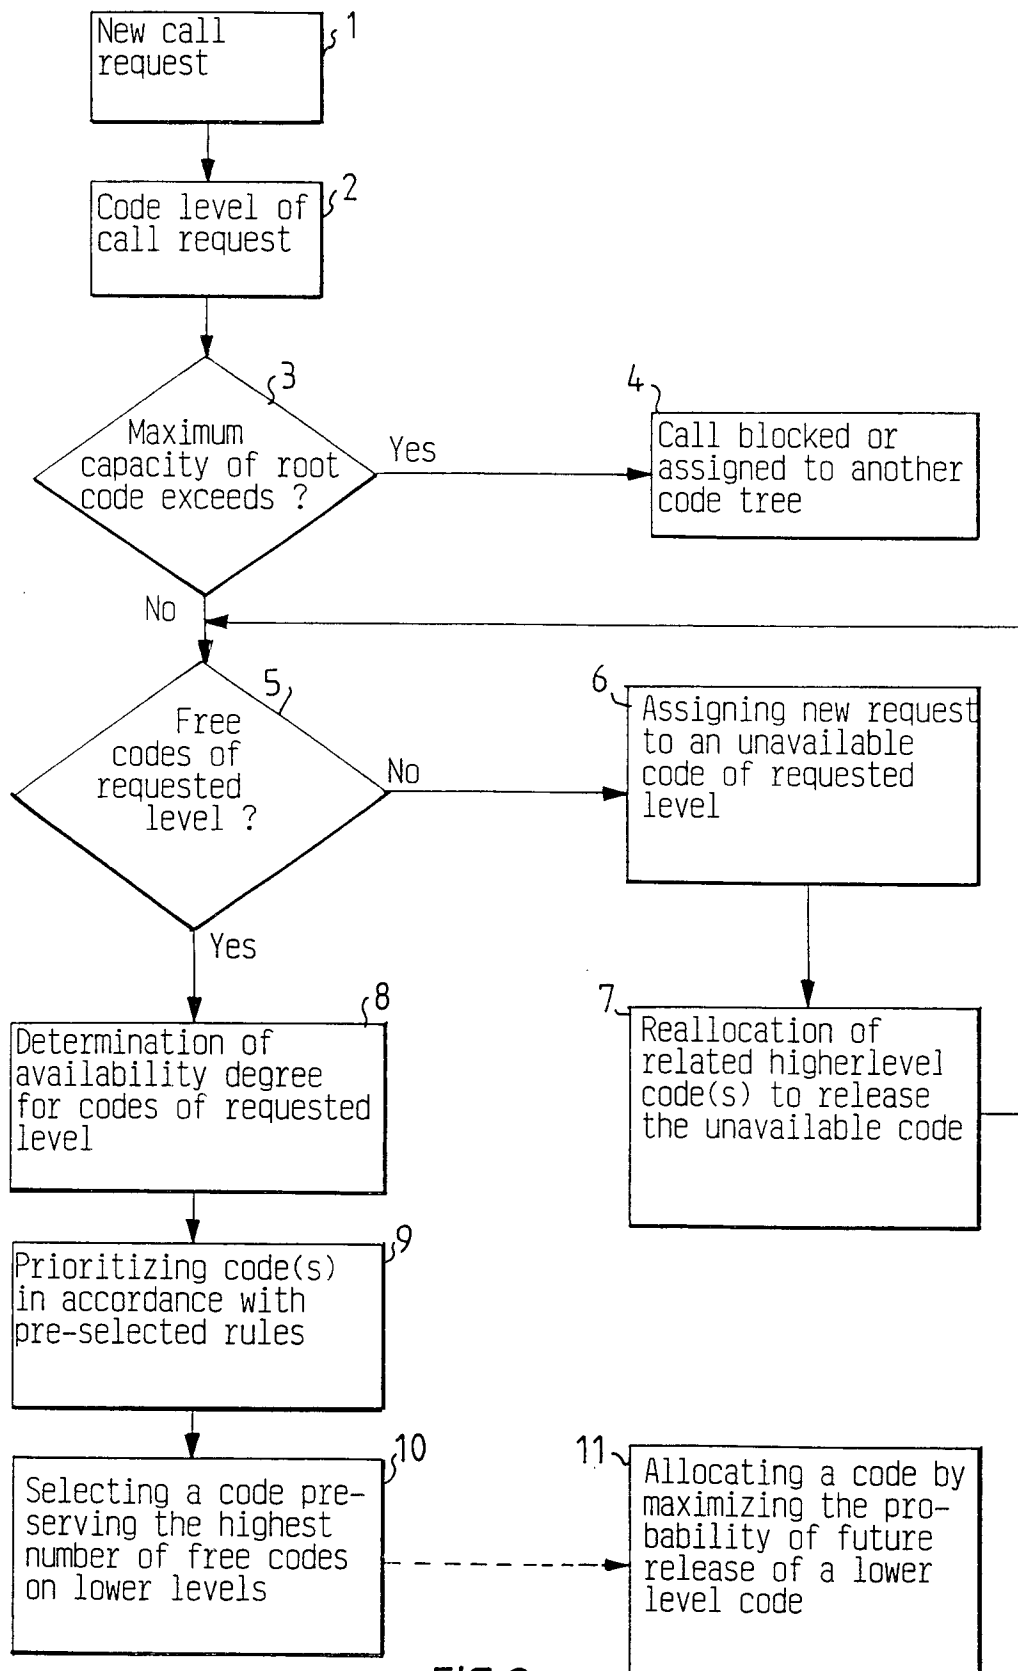 New call
request
1
Code level of
call request
2
3
Maximum
capacity of root
code exceeds ?
Yes
4
Call blocked or
assigned to another
code tree
No
5
Free
codes of
requested
level ?
No
6
Assigning new request
to an unavailable
code of requested
level
Yes
7
Reallocation of
related higherlevel
code(s) to release
the unavailable code
8
Determination of
availability degree
for codes of requested
level
9
Prioritizing code(s)
in accordance with
pre-selected rules
10
Selecting a code pre-
serving the highest
number of free codes
on lower levels
11
Allocating a code by
maximizing the pro-
bability of future
release of a lower
level code